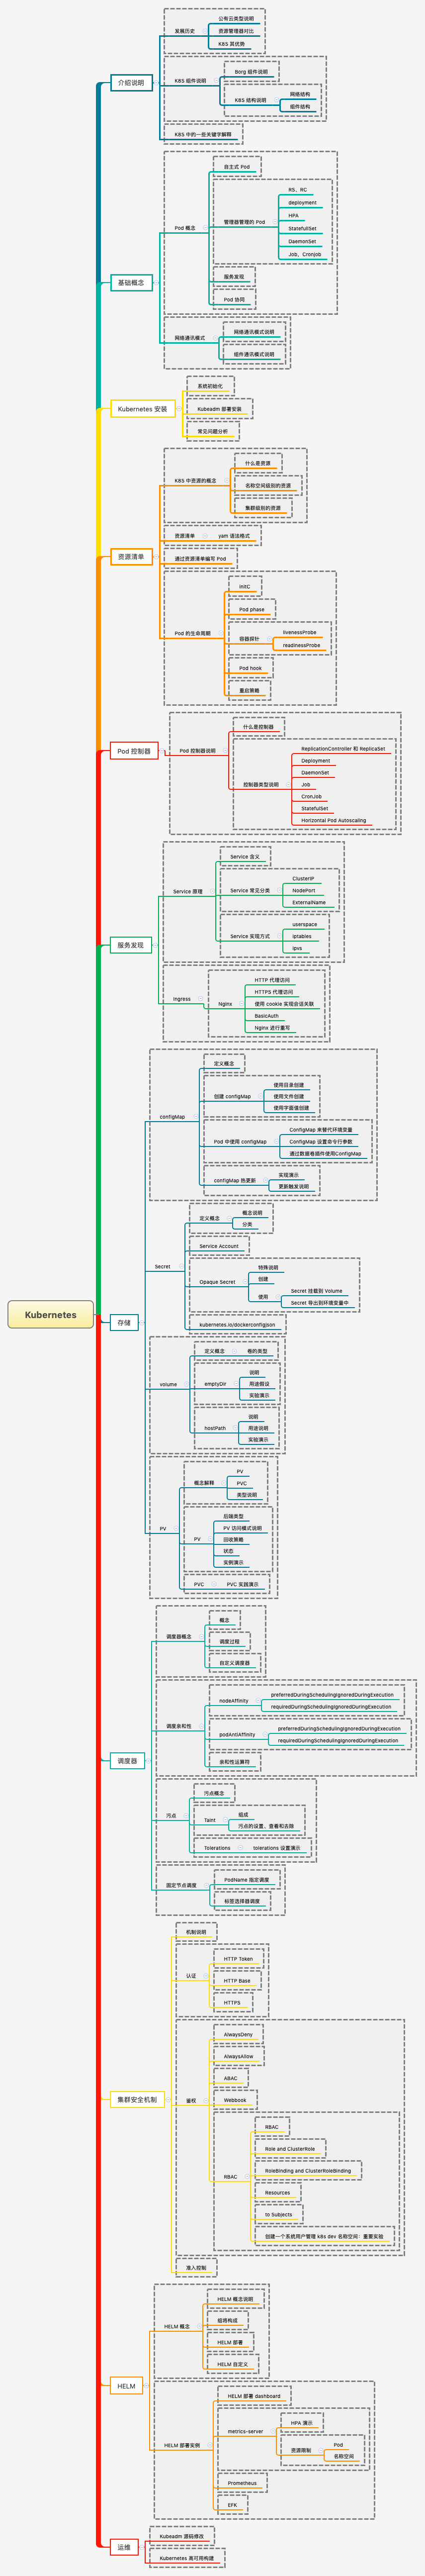 Kubernetes
介绍说明
发展历史
公有云类型说明
资源管理器对比
K8S 其优势
K8S 组件说明
Borg 组件说明
K8S 结构说明
网络结构
组件结构
K8S 中的一些关键字解释
基础概念
Pod 概念
自主式 Pod
管理器管理的 Pod
RS、RC
deployment
HPA
StatefullSet
DaemonSet
Job、Cronjob
服务发现
Pod 协同
网络通讯模式
网络通讯模式说明
组件通讯模式说明
Kubernetes 安装
系统初始化
Kubeadm 部署安装
常见问题分析
资源清单
K8S 中资源的概念
什么是资源
名称空间级别的资源
集群级别的资源
资源清单
yam 语法格式
通过资源清单编写 Pod
Pod 的生命周期
initC
Pod phase
容器探针
livenessProbe
readinessProbe
Pod hook
重启策略
Pod 控制器
Pod 控制器说明
什么是控制器
控制器类型说明
ReplicationController 和 ReplicaSet
Deployment
DaemonSet
Job
CronJob
StatefulSet
Horizontal Pod Autoscaling
服务发现
Service 原理
Service 含义
Service 常见分类
ClusterIP
NodePort
ExternalName
Service 实现方式
userspace
iptables
ipvs
Ingress
Nginx
HTTP 代理访问
HTTPS 代理访问
使用 cookie 实现会话关联
BasicAuth
Nginx 进行重写
存储
configMap
定义概念
创建 configMap
使用目录创建
使用文件创建
使用字面值创建
Pod 中使用 configMap
ConfigMap 来替代环境变量
ConfigMap 设置命令行参数
通过数据卷插件使用ConfigMap
configMap 热更新
实现演示
更新触发说明
Secret
定义概念
概念说明
分类
Service Account
Opaque Secret
特殊说明
创建
使用
Secret 挂载到 Volume
Secret 导出到环境变量中
kubernetes.io/dockerconfigjson
volume
定义概念
卷的类型
emptyDir
说明
用途假设
实验演示
hostPath
说明
用途说明
实验演示
PV
概念解释
PV
PVC
类型说明
PV
后端类型
PV 访问模式说明
回收策略
状态
实例演示
PVC
PVC 实践演示
调度器
调度器概念
概念
调度过程
自定义调度器
调度亲和性
nodeAffinity
preferredDuringSchedulingIgnoredDuringExecution
requiredDuringSchedulingIgnoredDuringExecution
podAntiAffinity
preferredDuringSchedulingIgnoredDuringExecution
requiredDuringSchedulingIgnoredDuringExecution
亲和性运算符
污点
污点概念
Taint
组成
污点的设置、查看和去除
Tolerations
tolerations 设置演示
固定节点调度
PodName 指定调度
标签选择器调度
集群安全机制
机制说明
认证
HTTP Token
HTTP Base
HTTPS
鉴权
AlwaysDeny
AlwaysAllow
ABAC
Webbook
RBAC
RBAC
Role and ClusterRole
RoleBinding and ClusterRoleBinding
Resources
to Subjects
创建一个系统用户管理 k8s dev 名称空间：重要实验
准入控制
HELM
HELM 概念
HELM 概念说明
组将构成
HELM 部署
HELM 自定义
HELM 部署实例
HELM 部署 dashboard
metrics-server
HPA 演示
资源限制
Pod
名称空间
Prometheus
EFK
运维
Kubeadm 源码修改
Kubernetes 高可用构建